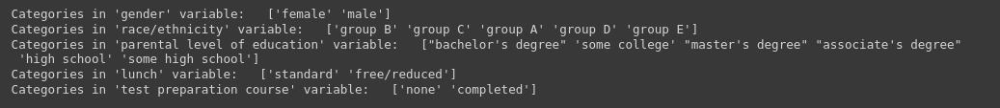 Categories in 'gender' variable:   ['female' 'male']
Categories in 'race/ethnicity' variable:   ['group B' 'group C' 'group A' 'group D' 'group E']
Categories in 'parental level of education' variable:   ["bachelor's degree" 'some college' "master's degree" "associate's degree"
 'high school' 'some high school']
Categories in 'lunch' variable:   ['standard' 'free/reduced']
Categories in 'test preparation course' variable:   ['none' 'completed']